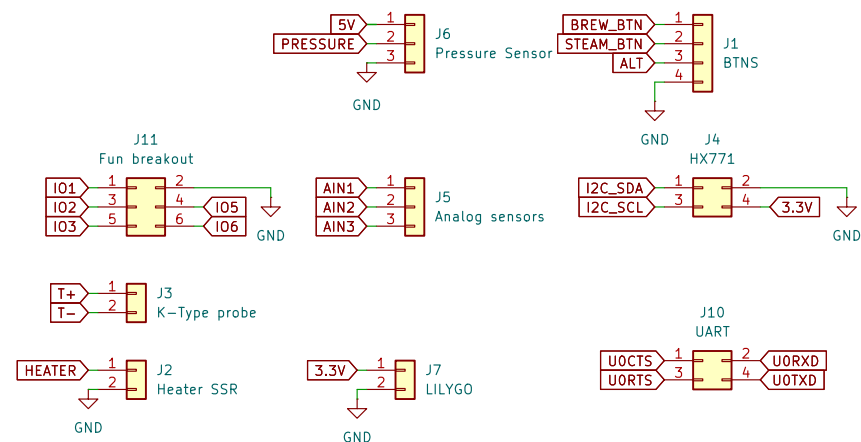 5V 1 J6
PRESSURE 2 Pressure Sensor
3
GND
BREW_BTN 1
STEAM_BTN 2 J1
ALT 3 BTNS
4
GND
J11
Fun breakout
IO1 1 2
IO2 3 4 IO5
IO3 5 6 IO6
GND
AIN1 1 J5
AIN2 2 Analog sensors
AIN3 3
J4
HX771
I2C_SDA 1 2
I2C_SCL 3 4 3.3V
GND
T+ 1 J3
T- 2 K-Type probe
J10
UART
U0CTS 1 2 U0RXD
U0RTS 3 4 U0TXD
HEATER 1 J2
2 Heater SSR
GND
3.3V 1 J7
2 LILYGO
GND